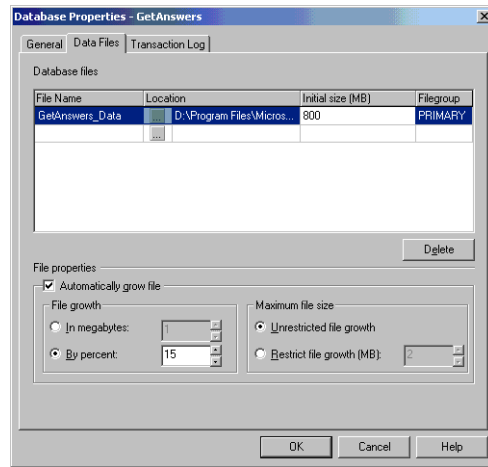 Database Properties - GetAnswers
General Data Files Transaction Log
Database files
File Name Location Initial size (MB) Filegroup
GetAnswers_Data ... D:\Program Files\Micros... 800 PRIMARY
...
Delete
File properties
Automatically grow file
File growth Maximum file size
In megabytes: 1 Unrestricted file growth
By percent: 15 Restrict file growth (MB): 2
OK Cancel Help